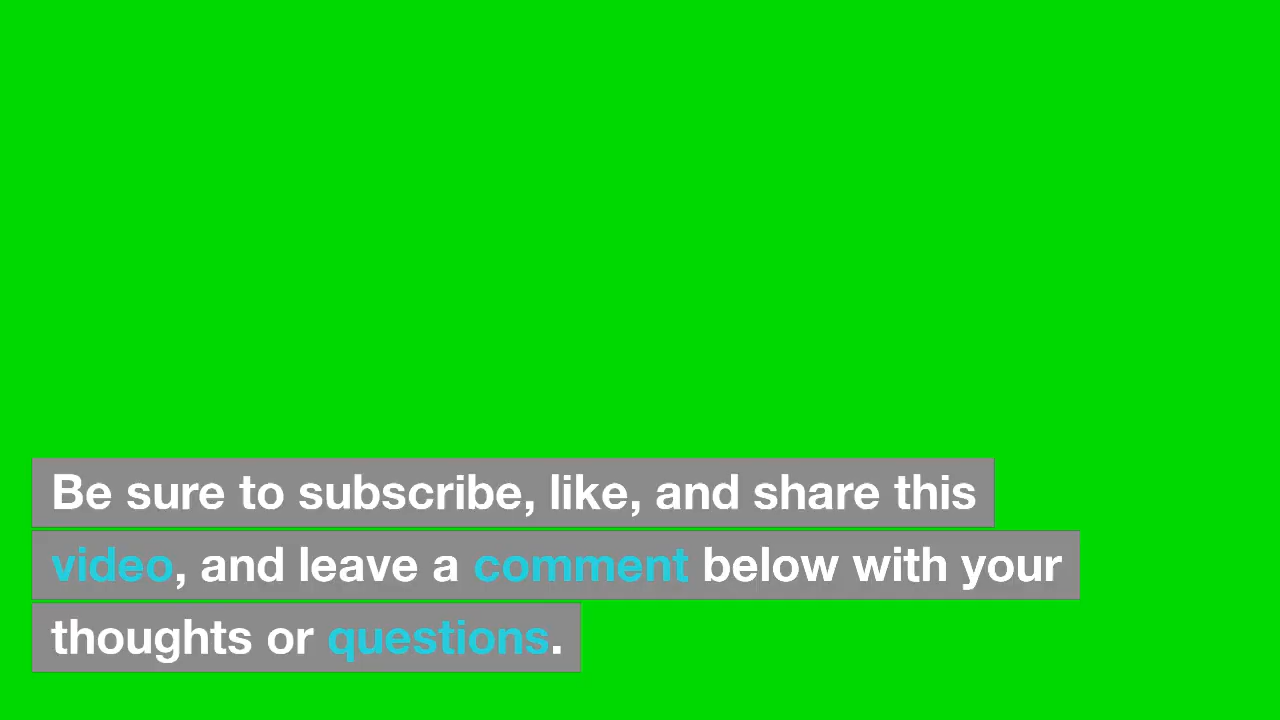 Be sure to subscribe, like, and share this
video, and leave a comment below with your
thoughts or questions.